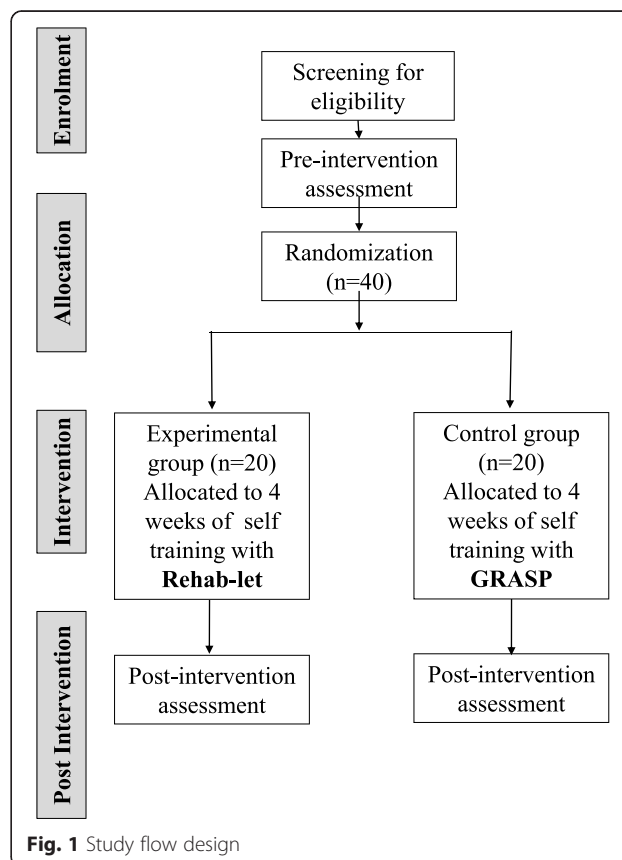 Enrolment
Screening for
eligibility
Pre-intervention
assessment
Allocation
Randomization
(n=40)
Intervention
Experimental
group (n=20)
Allocated to 4
weeks of self
training with
Rehab-let
Control group
(n=20)
Allocated to 4
weeks of self
training with
GRASP
Post Intervention
Post-intervention
assessment
Post-intervention
assessment
Fig. 1 Study flow design